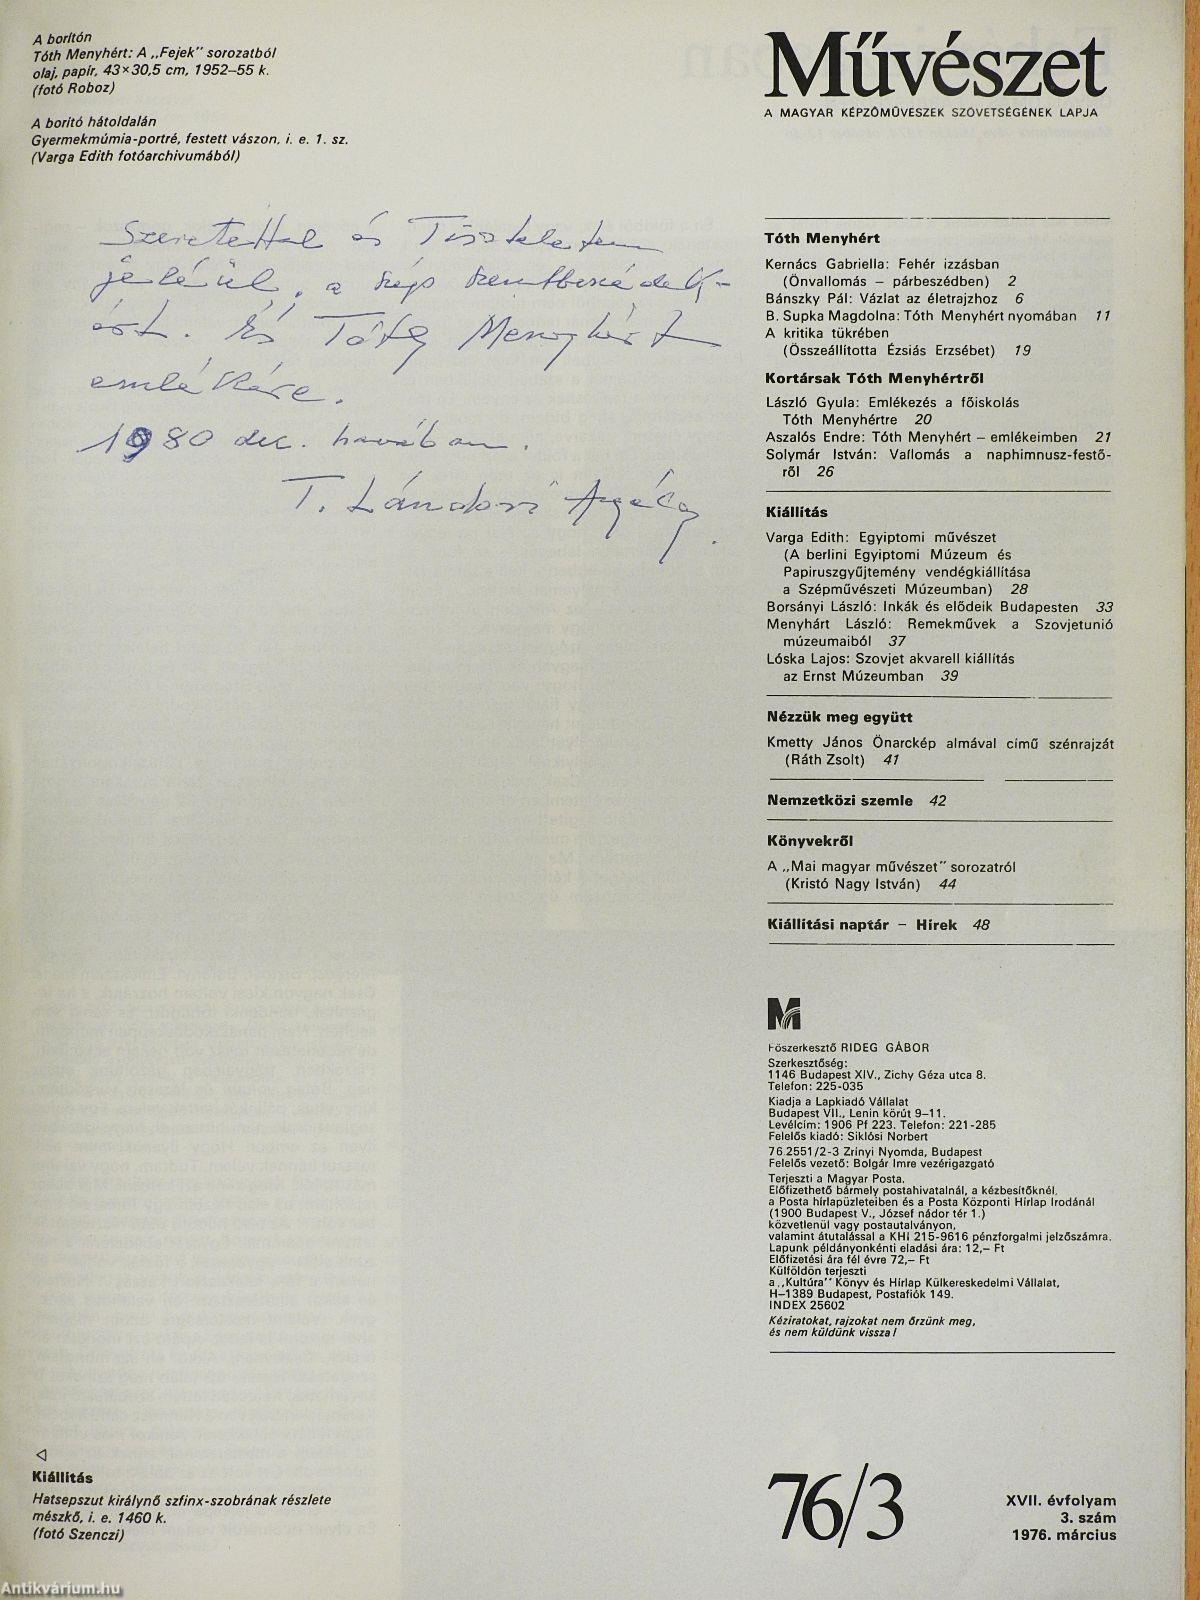 A borítón
Tóth Menyhért: A „Fejek" sorozatból
olaj, papír, 43×30,5 cm, 1952–55 k.
(fotó Roboz)
A borító hátoldalán
Gyermekmúmia-portré, festett vászon, i. e. 1. sz.
(Varga Edith fotóarchivumából)
Szeretettel és Tiszteletem
jeléül, a szép szentbeszédek-
ért. És Tóth Menyhért
emlékére.
1980 dec. havában.
T. Lándori
Művészet
A MAGYAR KÉPZŐMŰVESZEK SZÖVETSÉGÉNEK LAPJA
Tóth Menyhért
Kernács Gabriella: Fehér izzásban
(Önvallomás – párbeszédben) 2
Bánszky Pál: Vázlat az életrajzhoz 6
B. Supka Magdolna: Tóth Menyhért nyomában 11
A kritika tükrében
(Összeállította Ézsiás Erzsébet) 19
Kortársak Tóth Menyhértről
László Gyula: Emlékezés a főiskolás
Tóth Menyhértre 20
Aszalós Endre: Tóth Menyhért – emlékeimben 21
Solymár István: Vallomás a naphimnusz-festő-
ről 26
Kiállítás
Varga Edith: Egyiptomi művészet
(A berlini Egyiptomi Múzeum és
Papiruszgyűjtemény vendégkiállítása
a Szépművészeti Múzeumban) 28
Borsányi László: Inkák és elődeik Budapesten 33
Menyhárt László: Remekművek a Szovjetunió
múzeumaiból 37
Lóska Lajos: Szovjet akvarell kiállítás
az Ernst Múzeumban 39
Nézzük meg együtt
Kmetty János Önarckép almával című szénrajzát
(Ráth Zsolt) 41
Nemzetközi szemle 42
Könyvekről
A „Mai magyar művészet" sorozatról
(Kristó Nagy István) 44
Kiállítási naptár – Hírek 48
M
Főszerkesztő RIDEG GÁBOR
Szerkesztőség:
1146 Budapest XIV., Zichy Géza utca 8.
Telefon: 225-035
Kiadja a Lapkiadó Vállalat
Budapest VII., Lenin körút 9–11.
Levélcím: 1906 Pf 223. Telefon: 221-285
Felelős kiadó: Siklósi Norbert
76.2551/2-3 Zrínyi Nyomda, Budapest
Felelős vezető: Bolgár Imre vezérigazgató
Terjeszti a Magyar Posta.
Előfizethető bármely postahivatalnál, a kézbesítőknél,
a Posta hírlapüzleteiben és a Posta Központi Hírlap Irodánál
(1900 Budapest V., József nádor tér 1.)
közvetlenül vagy postautalványon,
valamint átutalással a KHI 215-9616 pénzforgalmi jelzőszámra.
Lapunk példányonkénti eladási ára: 12,– Ft
Előfizetési ára fél évre 72,– Ft
Külföldön terjeszti
a „Kultúra" Könyv és Hírlap Külkereskedelmi Vállalat,
H–1389 Budapest, Postafiók 149.
INDEX 25602
Kéziratokat, rajzokat nem őrzünk meg,
és nem küldünk vissza!
Kiállítás
Hatsepszut királynő szfinx-szobrának részlete
mészkő, i. e. 1460 k.
(fotó Szenczi)
76/3
XVII. évfolyam
3. szám
1976. március
Antikvárium.hu